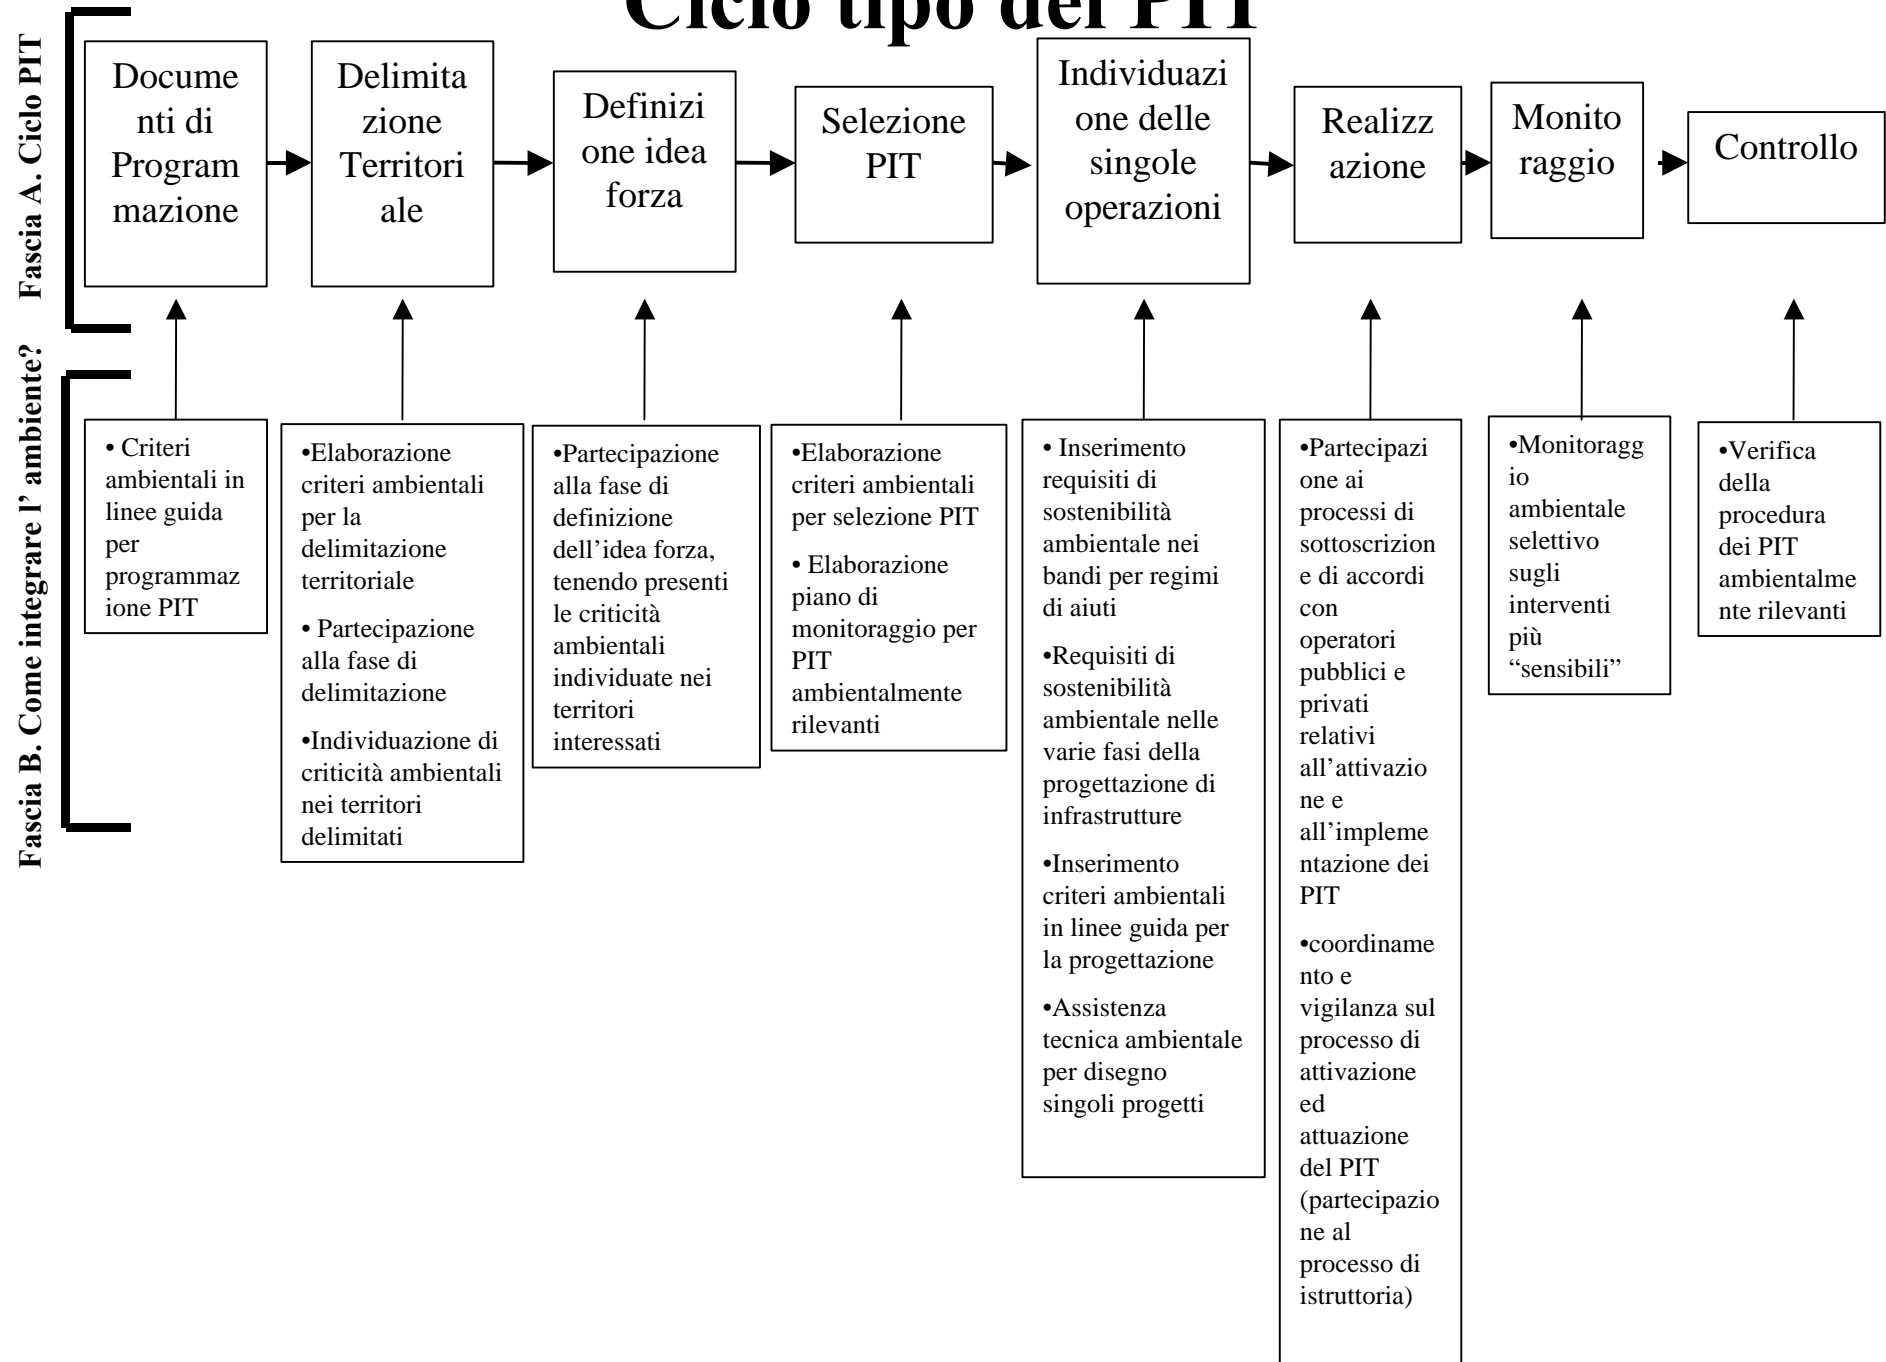 Ciclo tipo dei PIT
Fascia A. Ciclo PIT
Docume
nti di
Program
mazione
Delimita
zione
Territori
ale
Definizi
one idea
forza
Selezione
PIT
Individuazi
one delle
singole
operazioni
Realizz
azione
Monito
raggio
Controllo
Fascia B. Come integrare l’ ambiente?
• Criteri
ambientali in
linee guida
per
programmaz
ione PIT
•Elaborazione
criteri ambientali
per la
delimitazione
territoriale
• Partecipazione
alla fase di
delimitazione
•Individuazione di
criticità ambientali
nei territori
delimitati
•Partecipazione
alla fase di
definizione
dell’idea forza,
tenendo presenti
le criticità
ambientali
individuate nei
territori
interessati
•Elaborazione
criteri ambientali
per selezione PIT
• Elaborazione
piano di
monitoraggio per
PIT
ambientalmente
rilevanti
• Inserimento
requisiti di
sostenibilità
ambientale nei
bandi per regimi
di aiuti
•Requisiti di
sostenibilità
ambientale nelle
varie fasi della
progettazione di
infrastrutture
•Inserimento
criteri ambientali
in linee guida per
la progettazione
•Assistenza
tecnica ambientale
per disegno
singoli progetti
•Partecipazi
one ai
processi di
sottoscrizion
e di accordi
con
operatori
pubblici e
privati
relativi
all’attivazio
ne e
all’impleme
ntazione dei
PIT
•coordiname
nto e
vigilanza sul
processo di
attivazione
ed
attuazione
del PIT
(partecipazio
ne al
processo di
istruttoria)
•Monitoragg
io
ambientale
selettivo
sugli
interventi
più
“sensibili”
•Verifica
della
procedura
dei PIT
ambientalme
nte rilevanti